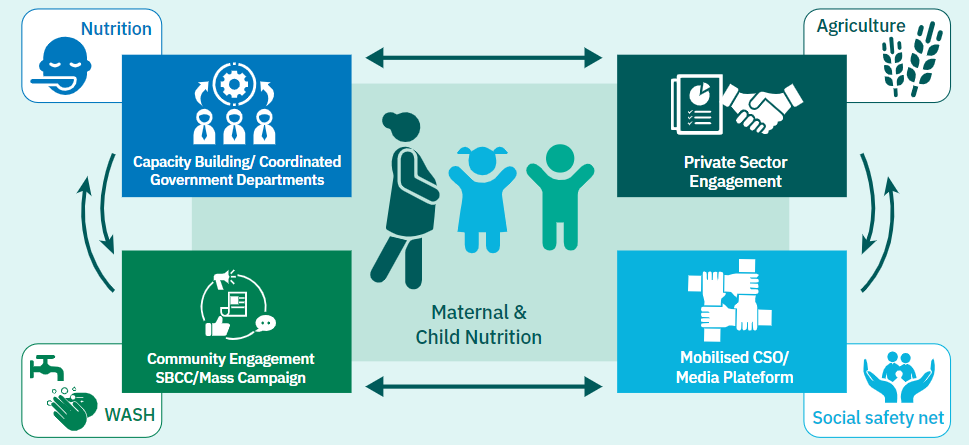 Nutrition
Agriculture
Capacity Building/ Coordinated
Government Departments
Private Sector
Engagement
Maternal &
Child Nutrition
Community Engagement
SBCC/Mass Campaign
Mobilised CSO/
Media Plateform
WASH
Social safety net